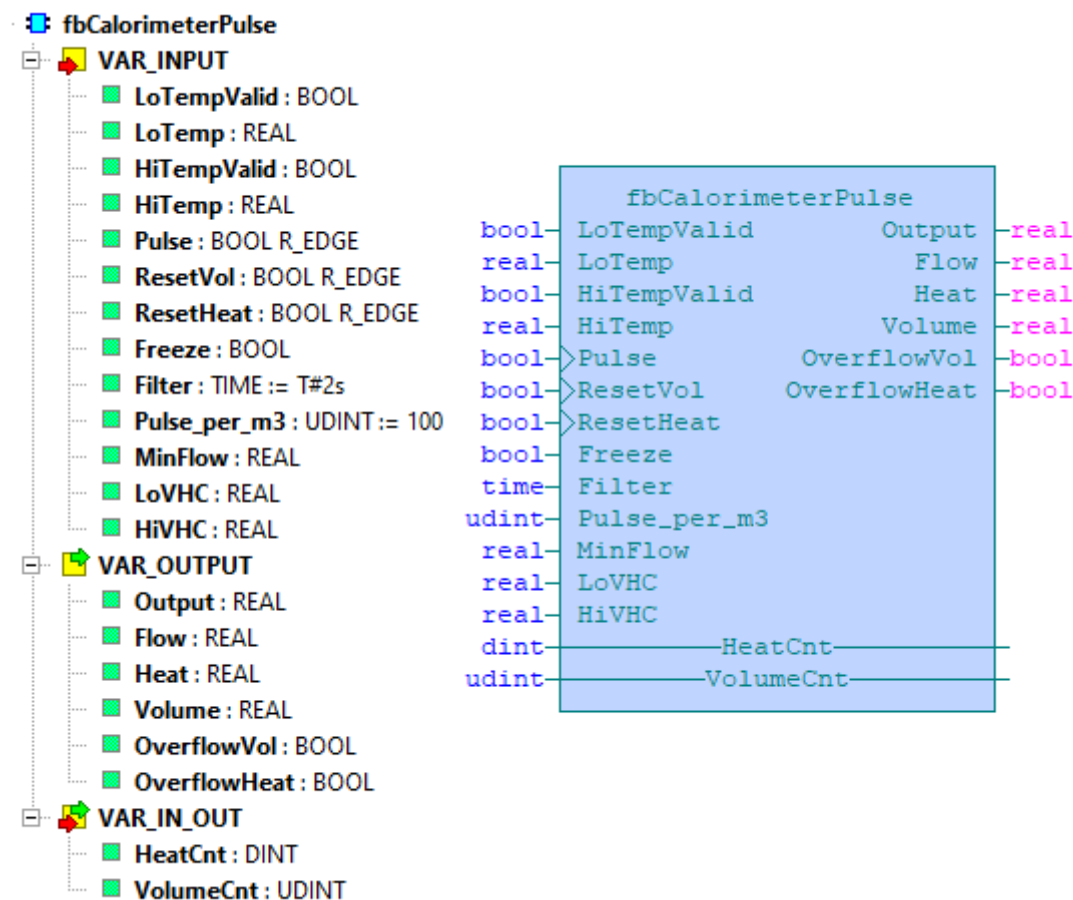 fbCalorimeterPulse
VAR_INPUT
LoTempValid : BOOL
LoTemp : REAL
HiTempValid : BOOL
HiTemp : REAL
Pulse : BOOL R_EDGE
ResetVol : BOOL R_EDGE
ResetHeat : BOOL R_EDGE
Freeze : BOOL
Filter : TIME := T#2s
Pulse_per_m3 : UDINT := 100
MinFlow : REAL
LoVHC : REAL
HiVHC : REAL
VAR_OUTPUT
Output : REAL
Flow : REAL
Heat : REAL
Volume : REAL
OverflowVol : BOOL
OverflowHeat : BOOL
VAR_IN_OUT
HeatCnt : DINT
VolumeCnt : UDINT
fbCalorimeterPulse
bool LoTempValid Output real
real LoTemp Flow real
bool HiTempValid Heat real
real HiTemp Volume real
bool Pulse OverflowVol bool
bool ResetVol OverflowHeat bool
bool ResetHeat
bool Freeze
time Filter
udint Pulse_per_m3
real MinFlow
real LoVHC
real HiVHC
dint HeatCnt
udint VolumeCnt